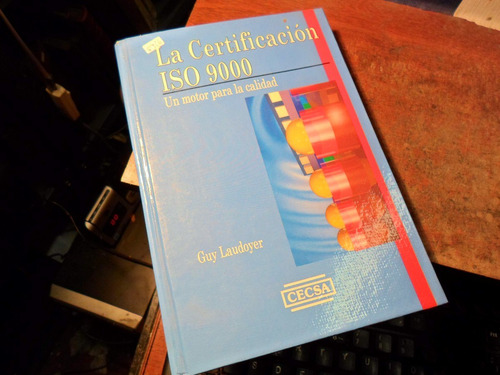 La Certificación
ISO 9000
Un motor para la calidad
Guy Laudoyer
CECSA